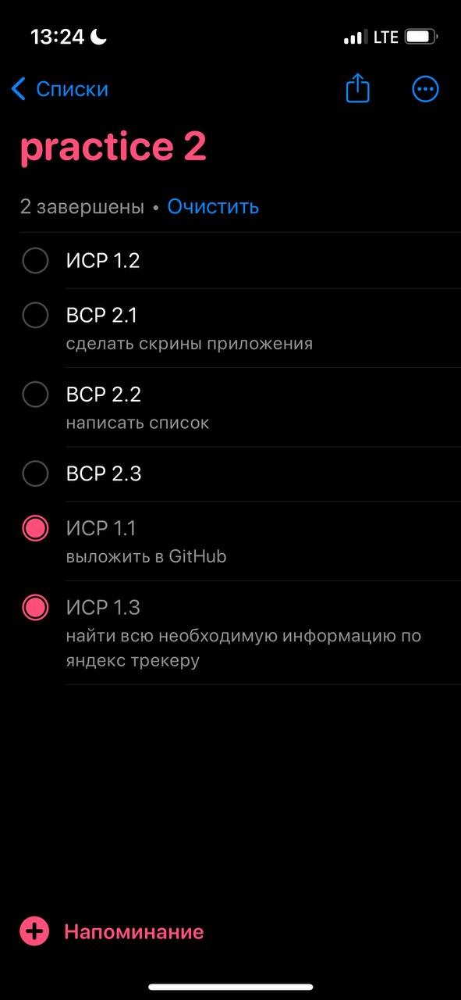 13:24
LTE
Списки
practice 2
2 завершены • Очистить
ИСР 1.2
ВСР 2.1
сделать скрины приложения
ВСР 2.2
написать список
ВСР 2.3
ИСР 1.1
выложить в GitHub
ИСР 1.3
найти всю необходимую информацию по
яндекс трекеру
Напоминание